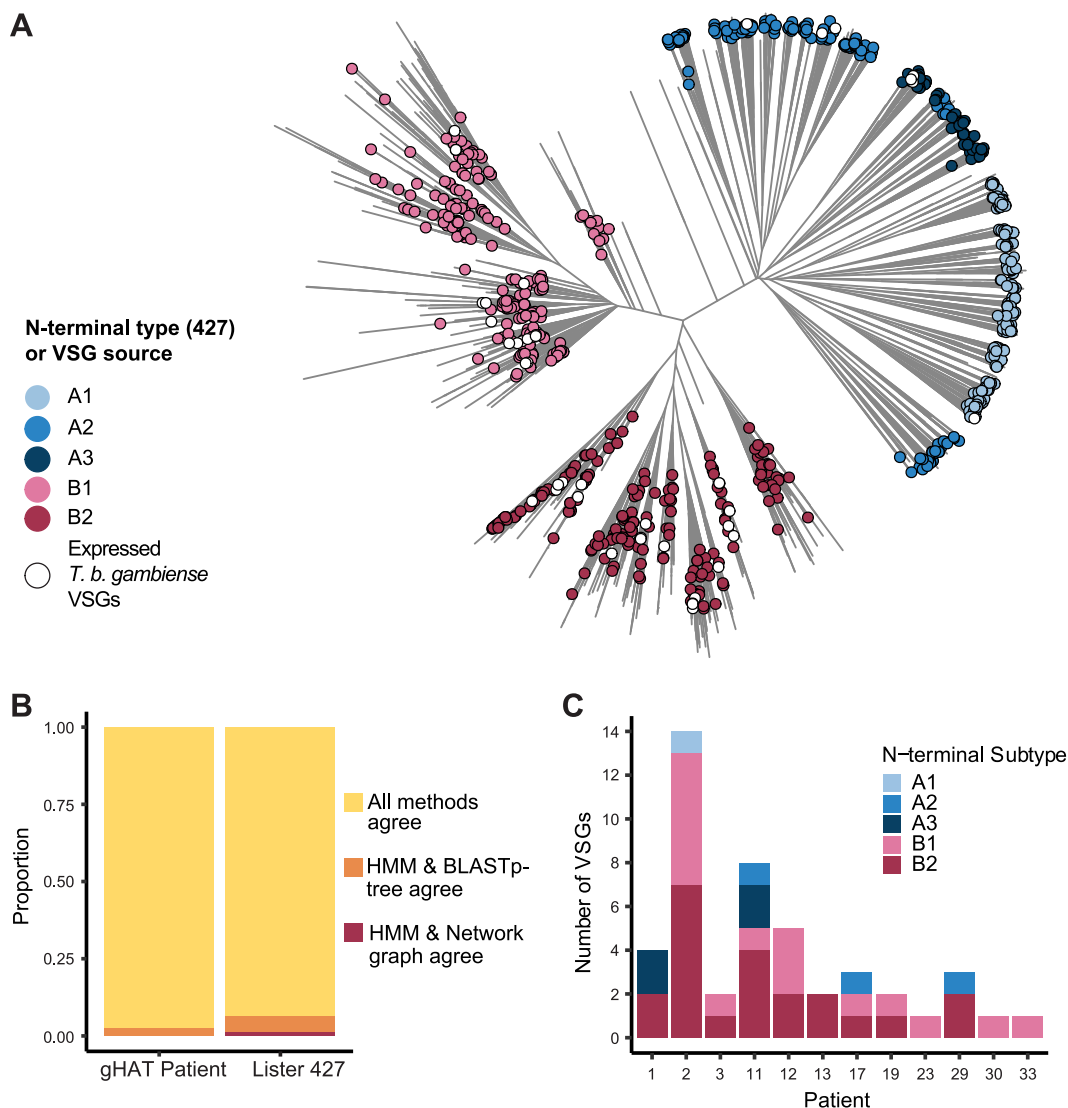 A
N-terminal type (427)
or VSG source
A1
A2
A3
B1
B2
Expressed
T. b. gambiense
VSGs
B
Proportion
1.00
0.75
0.50
0.25
0.00
gHAT Patient
Lister 427
All methods
agree
HMM & BLASTp-
tree agree
HMM & Network
graph agree
C
Number of VSGs
14
12
10
8
6
4
2
0
1 2 3 11 12 13 17 19 23 29 30 33
Patient
N−terminal Subtype
A1
A2
A3
B1
B2